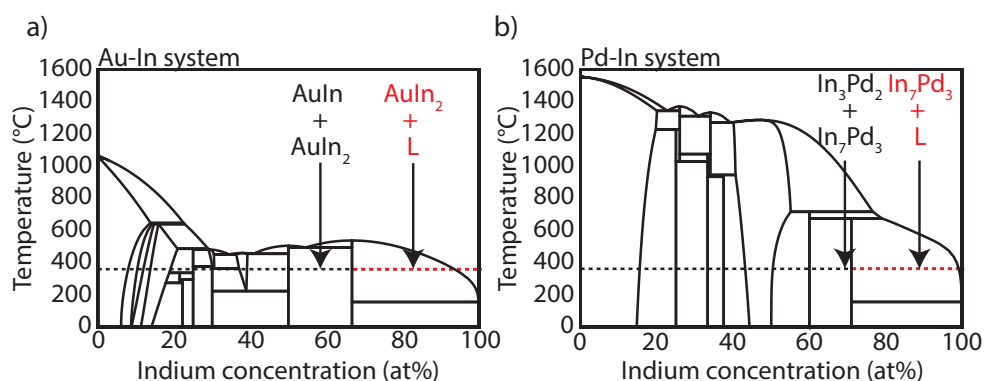 a)
Au-In system
Temperature (°C)
1600
1400
1200
1000
800
600
400
200
0
AuIn
+
AuIn₂
AuIn₂
+
L
0 20 40 60 80 100
Indium concentration (at%)
b)
Pd-In system
Temperature (°C)
1600
1400
1200
1000
800
600
400
200
0
In₃Pd₂
+
In₇Pd₃
In₇Pd₃
+
L
0 20 40 60 80 100
Indium concentration (at%)